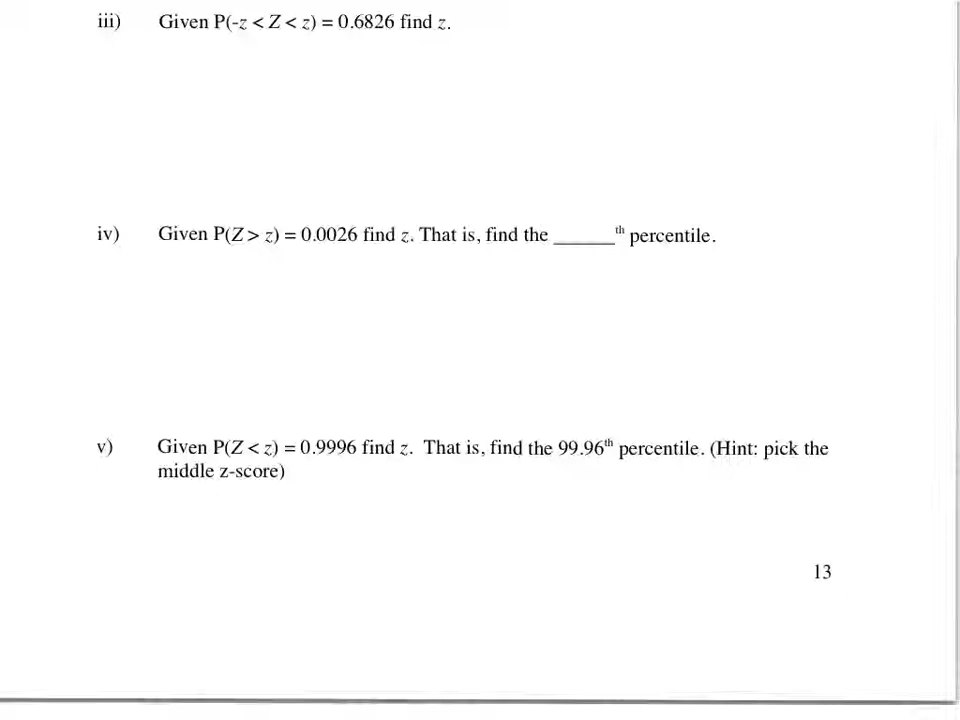 iii) Given P(-z < Z < z) = 0.6826 find z.
iv) Given P(Z > z) = 0.0026 find z. That is, find the ______th percentile.
v) Given P(Z < z) = 0.9996 find z. That is, find the 99.96th percentile. (Hint: pick the
middle z-score)
13